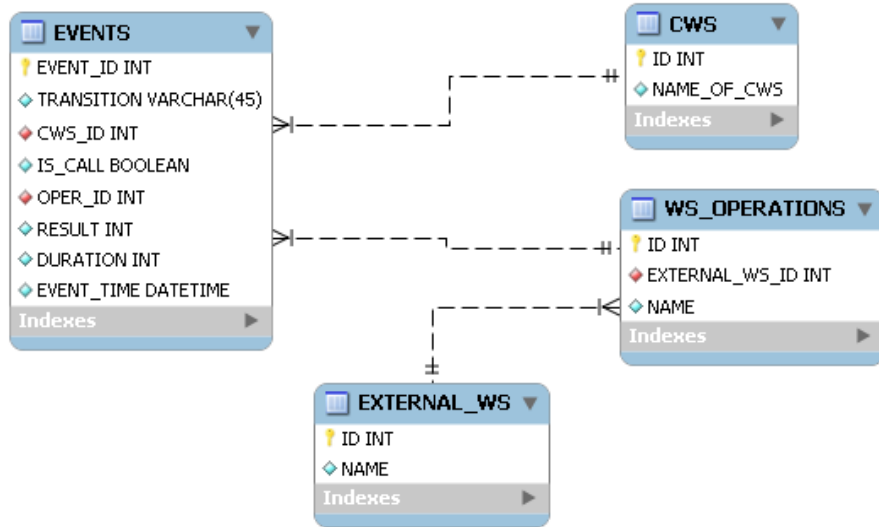 EVENTS
EVENT_ID INT
TRANSITION VARCHAR(45)
CWS_ID INT
IS_CALL BOOLEAN
OPER_ID INT
RESULT INT
DURATION INT
EVENT_TIME DATETIME
Indexes
CWS
ID INT
NAME_OF_CWS
Indexes
WS_OPERATIONS
ID INT
EXTERNAL_WS_ID INT
NAME
Indexes
EXTERNAL_WS
ID INT
NAME
Indexes